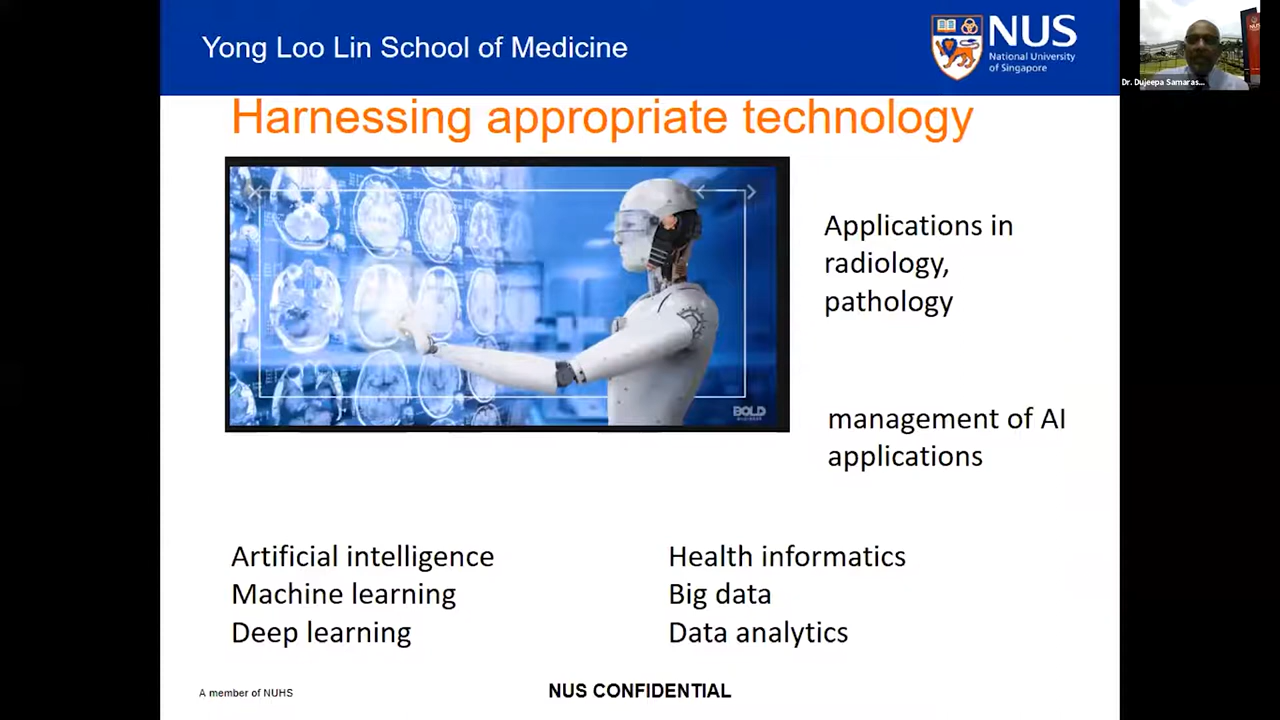 Yong Loo Lin School of Medicine
NUS
National University
of Singapore
Dr. Dujeepa Samaras...
Harnessing appropriate technology
Applications in
radiology,
pathology
BOLD
management of AI
applications
Artificial intelligence
Machine learning
Deep learning
Health informatics
Big data
Data analytics
A member of NUHS
NUS CONFIDENTIAL